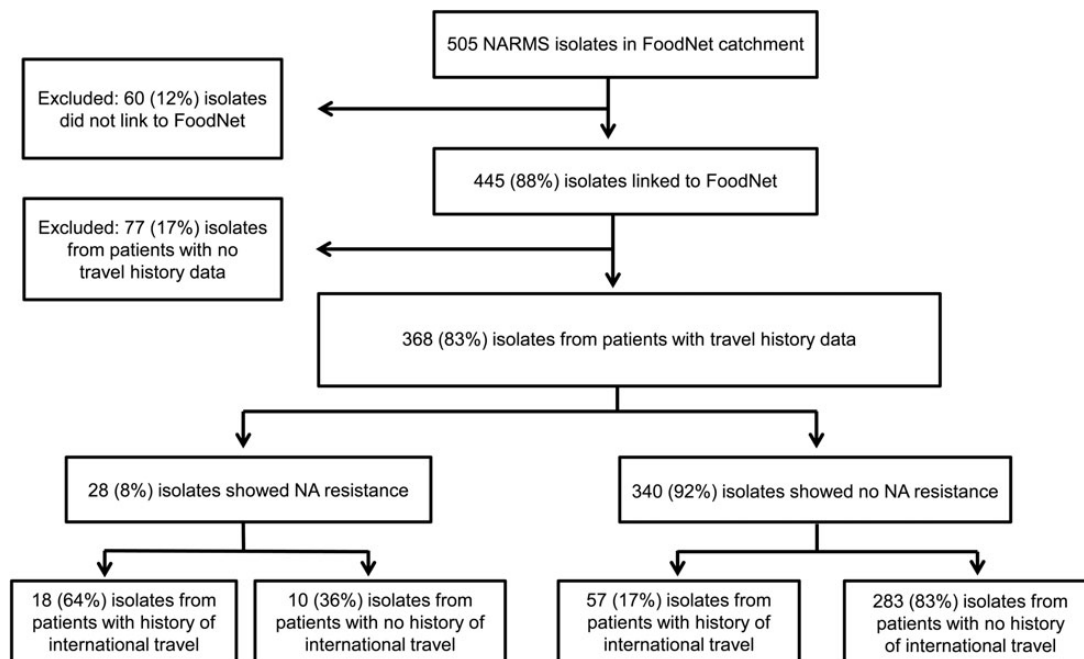 505 NARMS isolates in FoodNet catchment
Excluded: 60 (12%) isolates
did not link to FoodNet
445 (88%) isolates linked to FoodNet
Excluded: 77 (17%) isolates
from patients with no
travel history data
368 (83%) isolates from patients with travel history data
28 (8%) isolates showed NA resistance
340 (92%) isolates showed no NA resistance
18 (64%) isolates from
patients with history
of international travel
10 (36%) isolates from
patients with no history of
international travel
57 (17%) isolates from
patients with history of
international travel
283 (83%) isolates from
patients with no history
of international travel